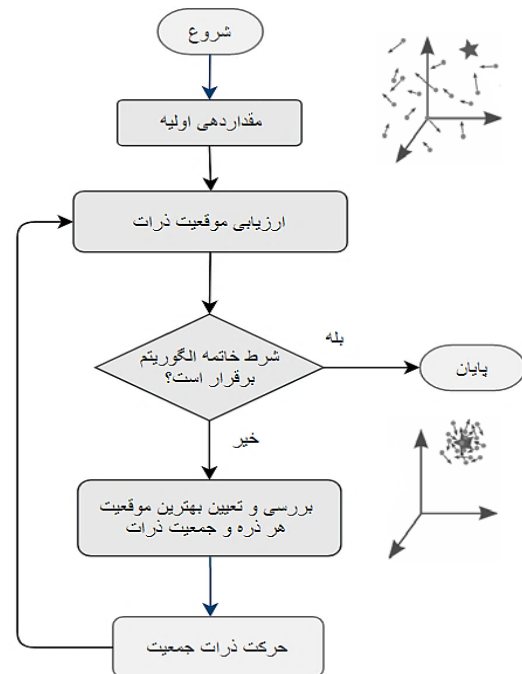 شروع
مقداردهی اولیه
ارزیابی موقعیت ذرات
شرط خاتمه الگوریتم
برقرار است؟
بله
پایان
خیر
بررسی و تعیین بهترین موقعیت
هر ذره و جمعیت ذرات
حرکت ذرات جمعیت